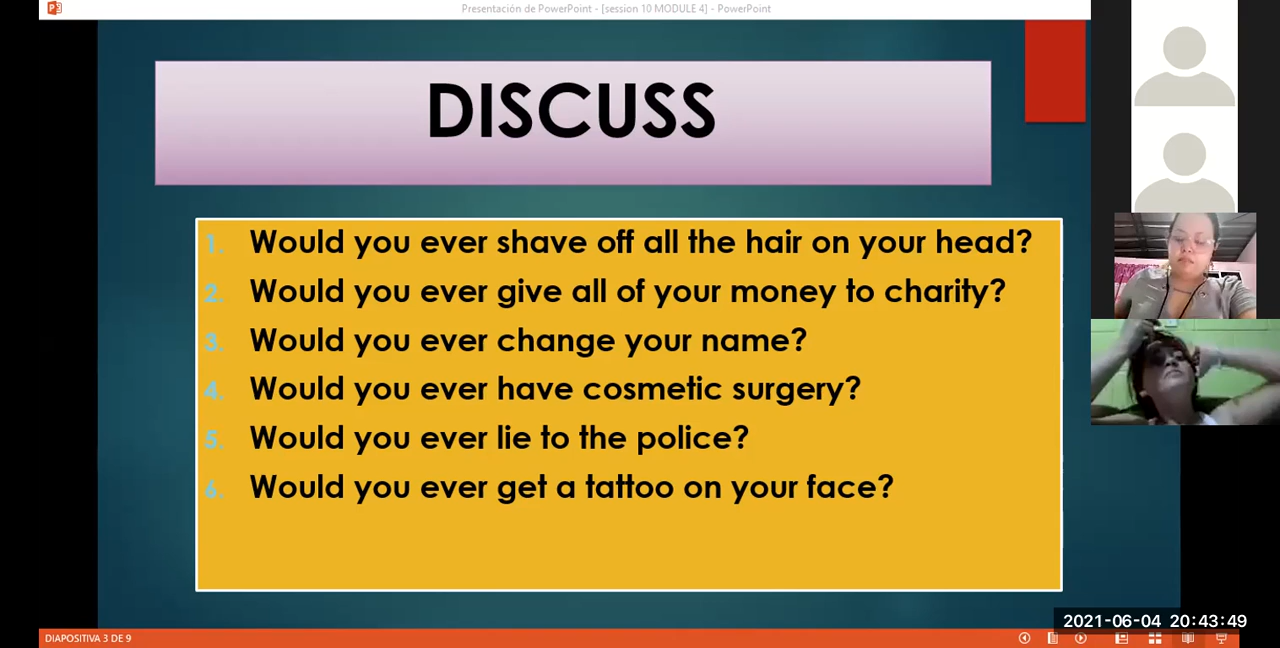 Presentación de PowerPoint - [session 10 MODULE 4] - PowerPoint
DISCUSS
1. Would you ever shave off all the hair on your head?
2. Would you ever give all of your money to charity?
3. Would you ever change your name?
4. Would you ever have cosmetic surgery?
5. Would you ever lie to the police?
6. Would you ever get a tattoo on your face?
2021-06-04 20:43:49
DIAPOSITIVA 3 DE 9